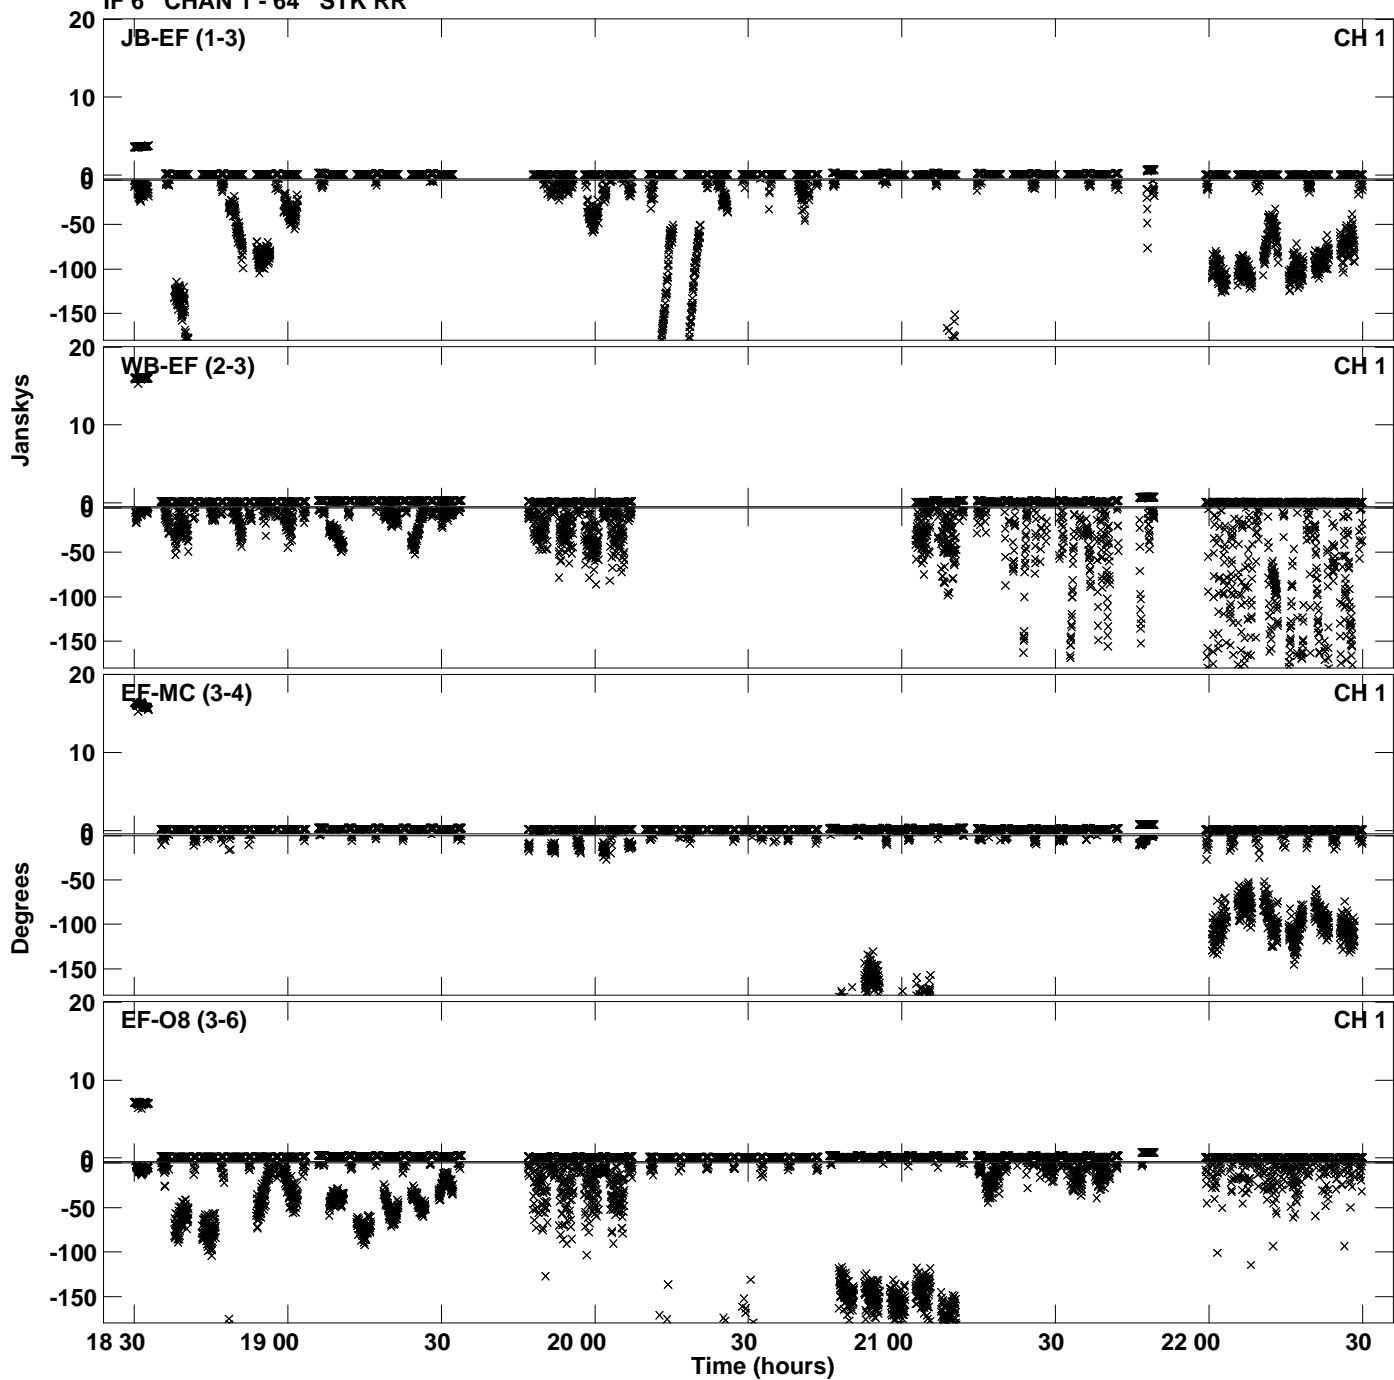 IF 6 CHAN 1 - 64 STK RR
20
JB-EF (1-3)
CH 1
10
0
0
-50
-100
-150
20
WB-EF (2-3)
CH 1
10
0
0
-50
-100
-150
Janskys
20
EF-MC (3-4)
CH 1
10
0
0
-50
-100
-150
Degrees
20
EF-O8 (3-6)
CH 1
10
0
0
-50
-100
-150
18 30 19 00 30 20 00 30 21 00 30 22 00 30
Time (hours)